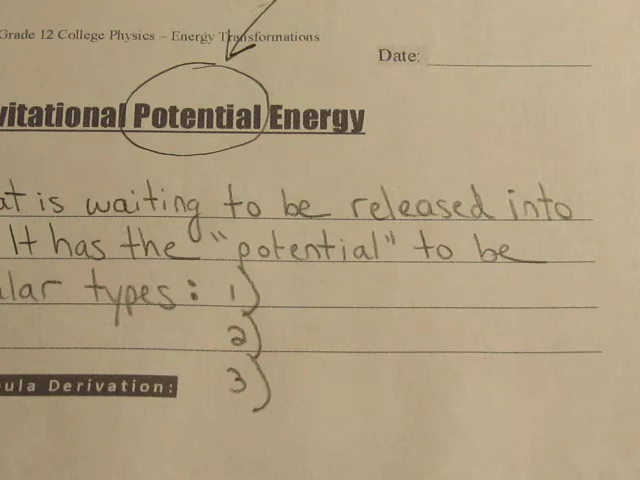 Grade 12 College Physics – Energy Transformations
Date:
vitational Potential Energy
at is waiting to be released into
It has the "potential" to be
ular types: 1)
2)
3)
ula Derivation: